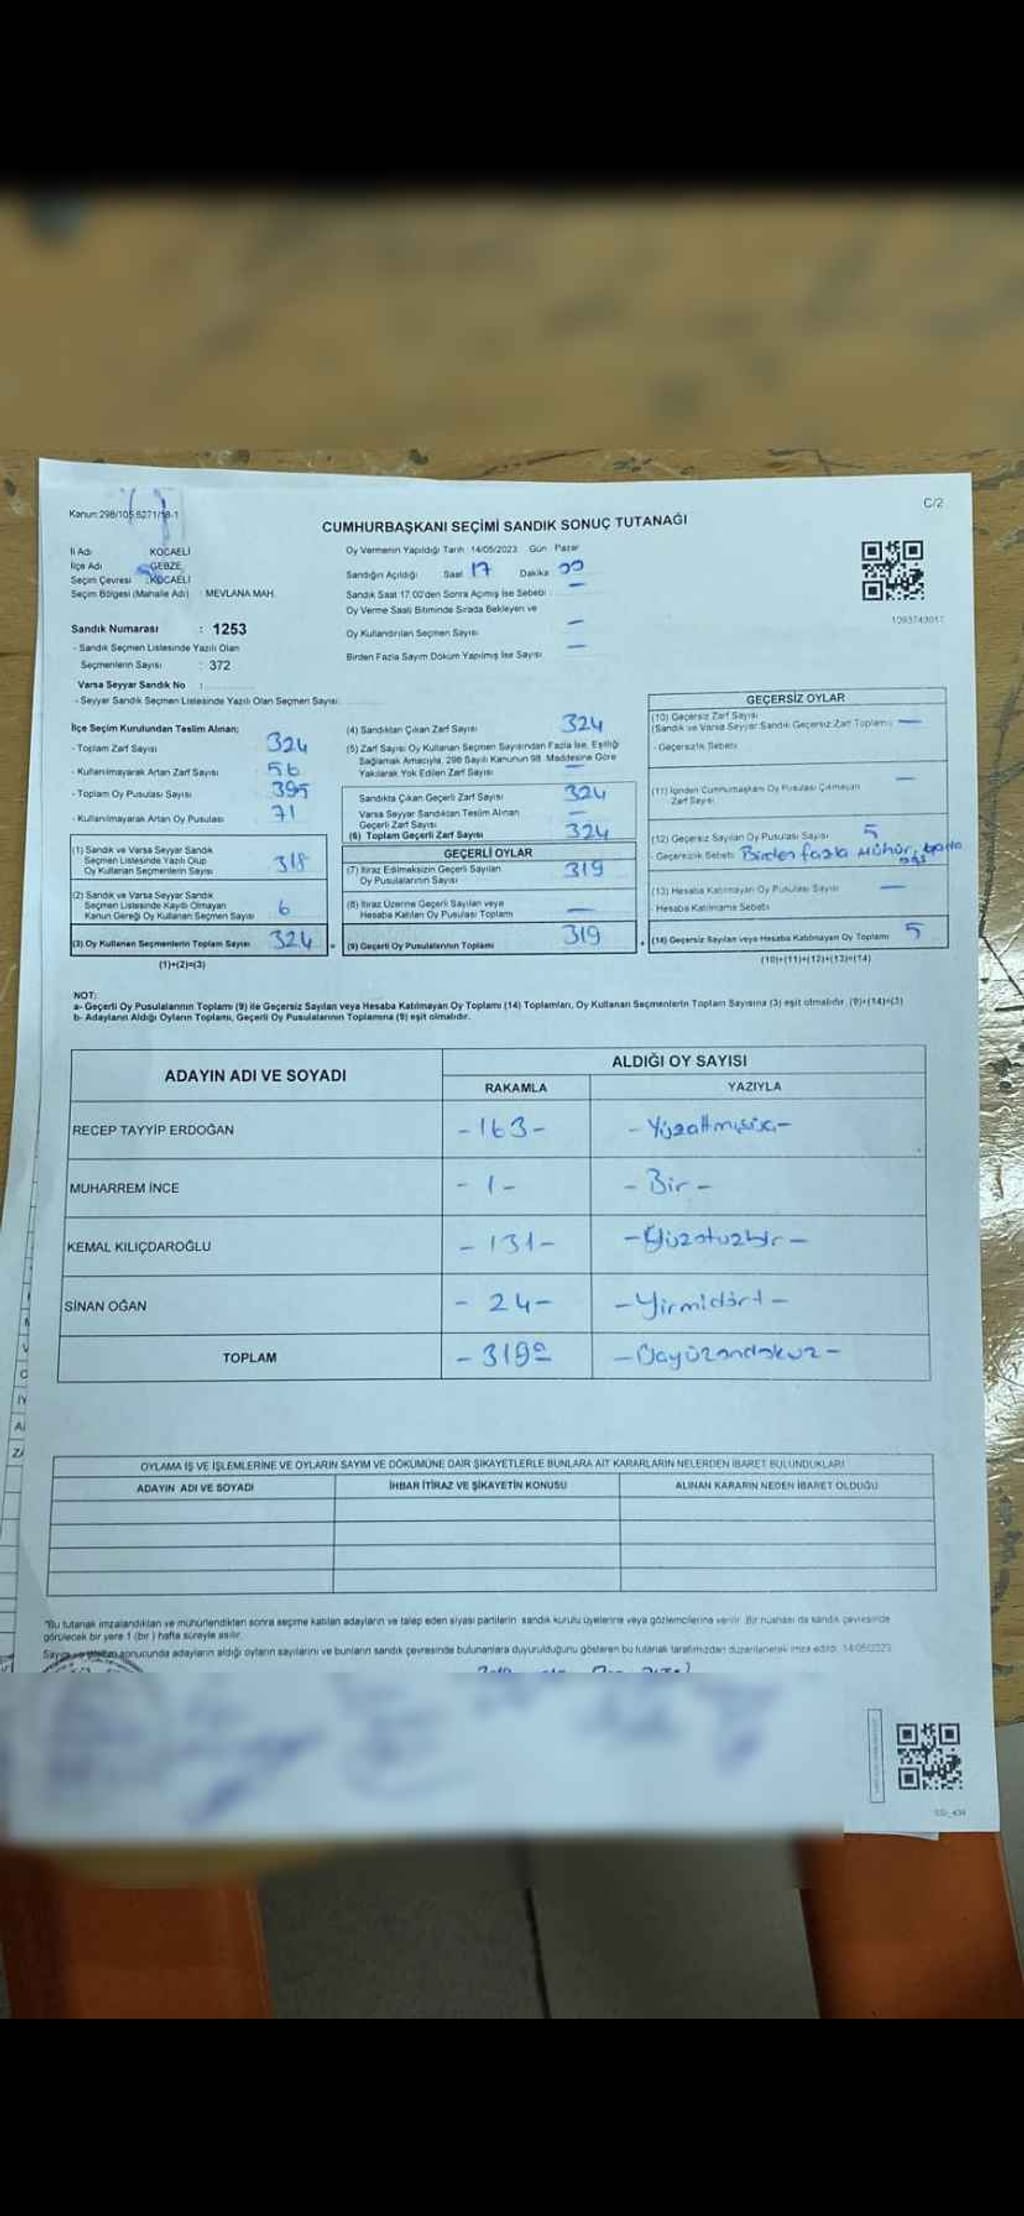 Kanun:298/105,6271/18-1
C/2
CUMHURBAŞKANI SEÇİMİ SANDIK SONUÇ TUTANAĞI
İl Adı KOCAELİ
İlçe Adı GEBZE
Seçim Çevresi :KOCAELİ
Seçim Bölgesi (Mahalle Adı) : MEVLANA MAH.
Oy Vermenin Yapıldığı Tarih 14/05/2023 Gün Pazar
Sandığın Açıldığı Saat 17 Dakika 00
Sandık Saat 17.00'den Sonra Açılmış İse Sebebi :
Oy Verme Saati Bitiminde Sırada Bekleyen ve
Oy Kullandırılan Seçmen Sayısı —
Birden Fazla Sayım Döküm Yapılmış İse Sayısı —
Sandık Numarası : 1253
- Sandık Seçmen Listesinde Yazılı Olan
Seçmenlerin Sayısı : 372
Varsa Seyyar Sandık No :
- Seyyar Sandık Seçmen Listesinde Yazılı Olan Seçmen Sayısı:
İlçe Seçim Kurulundan Teslim Alınan;
- Toplam Zarf Sayısı 324
- Kullanılmayarak Artan Zarf Sayısı 56
- Toplam Oy Pusulası Sayısı 395
- Kullanılmayarak Artan Oy Pusulası 71
(1) Sandık ve Varsa Seyyar Sandık
Seçmen Listesinde Yazılı Olup
Oy Kullanan Seçmenlerin Sayısı 318
(2) Sandık ve Varsa Seyyar Sandık
Seçmen Listesinde Kayıtlı Olmayan
Kanun Gereği Oy Kullanan Seçmen Sayısı 6
(3) Oy Kullanan Seçmenlerin Toplam Sayısı 324
(1)+(2)=(3)
(4) Sandıktan Çıkan Zarf Sayısı 324
(5) Zarf Sayısı Oy Kullanan Seçmen Sayısından Fazla İse, Eşitliği
Sağlamak Amacıyla, 298 Sayılı Kanunun 98. Maddesine Göre
Yakılarak Yok Edilen Zarf Sayısı —
Sandıkta Çıkan Geçerli Zarf Sayısı 324
Varsa Seyyar Sandıktan Teslim Alınan
Geçerli Zarf Sayısı —
(6) Toplam Geçerli Zarf Sayısı 324
GEÇERLİ OYLAR
(7) İtiraz Edilmeksizin Geçerli Sayılan
Oy Pusulalarının Sayısı 319
(8) İtiraz Üzerine Geçerli Sayılan veya
Hesaba Katılan Oy Pusulası Toplamı —
(9) Geçerli Oy Pusulalarının Toplamı 319
GEÇERSİZ OYLAR
(10) Geçersiz Zarf Sayısı
(Sandık ve Varsa Seyyar Sandık Geçersiz Zarf Toplamı) —
- Geçersizlik Sebebi
(11) İçinden Cumhurbaşkanı Oy Pusulası Çıkmayan —
Zarf Sayısı
(12) Geçersiz Sayılan Oy Pusulası Sayısı 5
- Geçersizlik Sebebi Birden fazla mühür,
(13) Hesaba Katılmayan Oy Pusulası Sayısı —
- Hesaba Katılmama Sebebi
(14) Geçersiz Sayılan veya Hesaba Katılmayan Oy Toplamı 5
(10)+(11)+(12)+(13)=(14)
NOT:
a- Geçerli Oy Pusulalarının Toplamı (9) ile Geçersiz Sayılan veya Hesaba Katılmayan Oy Toplamı (14) Toplamları, Oy Kullanan Seçmenlerin Toplam Sayısına (3) eşit olmalıdır. (9)+(14)=(3)
b- Adayların Aldığı Oyların Toplamı, Geçerli Oy Pusulalarının Toplamına (9) eşit olmalıdır.
ADAYIN ADI VE SOYADI
ALDIĞI OY SAYISI
RAKAMLA YAZIYLA
RECEP TAYYİP ERDOĞAN -163- -Yüzaltmışüç-
MUHARREM İNCE -1- -Bir-
KEMAL KILIÇDAROĞLU -131- -Yüzotuzbir-
SİNAN OĞAN -24- -Yirmidört-
TOPLAM -319- -Üçyüzondokuz-
OYLAMA İŞ VE İŞLEMLERİNE VE OYLARIN SAYIM VE DÖKÜMÜNE DAİR ŞİKAYETLERLE BUNLARA AİT KARARLARIN NELERDEN İBARET BULUNDUKLARI
ADAYIN ADI VE SOYADI İHBAR İTİRAZ VE ŞİKAYETİN KONUSU ALINAN KARARIN NEDEN İBARET OLDUĞU
"Bu tutanak imzalandıktan ve mühürlendikten sonra seçime katılan adayların ve talep eden siyasi partilerin sandık kurulu üyelerine veya gözlemcilerine verilir. Bir nüshası da sandık çevresinde
görülecek bir yere 1 (bir ) hafta süreyle asılır.
Sayım ve döküm sonucunda adayların aldığı oyların sayılarını ve bunların sandık çevresinde bulunanlara duyurulduğunu gösteren bu tutanak tarafımızdan düzenlenerek imza edildi. 14/05/2023